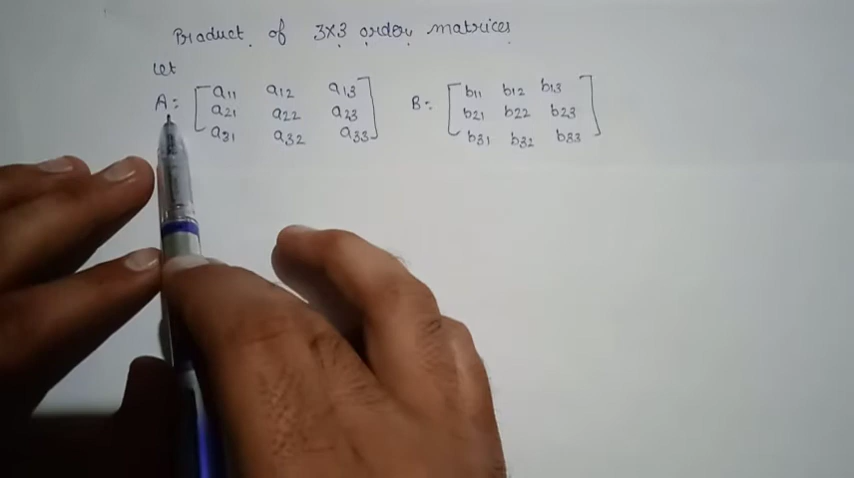 Product of 3x3 order matrices
Let
A = [a11 a12 a13 B = [b11 b12 b13
a21 a22 a23 b21 b22 b23
a31 a32 a33] b31 b32 b33]